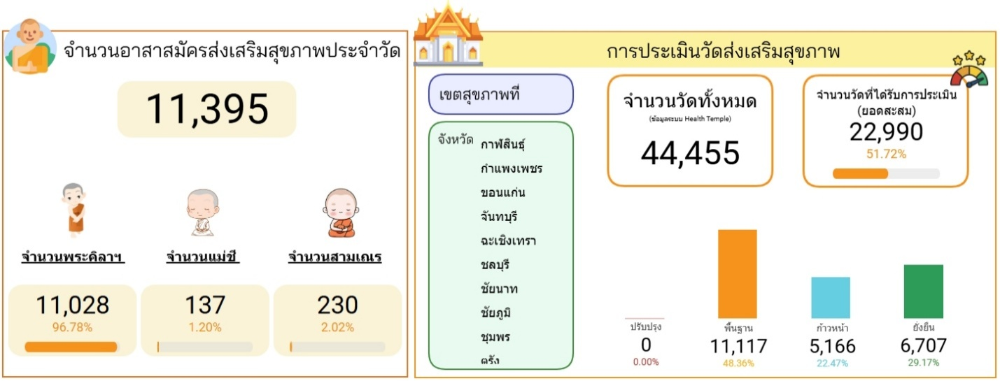 จำนวนอาสาสมัครส่งเสริมสุขภาพประจำวัด
11,395
จำนวนพระคิลาฯ
จำนวนแม่ชี
จำนวนสามเณร
11,028
96.78%
137
1.20%
230
2.02%
การประเมินวัดส่งเสริมสุขภาพ
เขตสุขภาพที่
จังหวัด
กาฬสินธุ์
กำแพงเพชร
ขอนแก่น
จันทบุรี
ฉะเชิงเทรา
ชลบุรี
ชัยนาท
ชัยภูมิ
ชุมพร
ตรัง
จำนวนวัดทั้งหมด
(ข้อมูลระบบ Health Temple)
44,455
จำนวนวัดที่ได้รับการประเมิน
(ยอดสะสม)
22,990
51.72%
ปรับปรุง
0
0.00%
พื้นฐาน
11,117
48.36%
ก้าวหน้า
5,166
22.47%
ยั่งยืน
6,707
29.17%